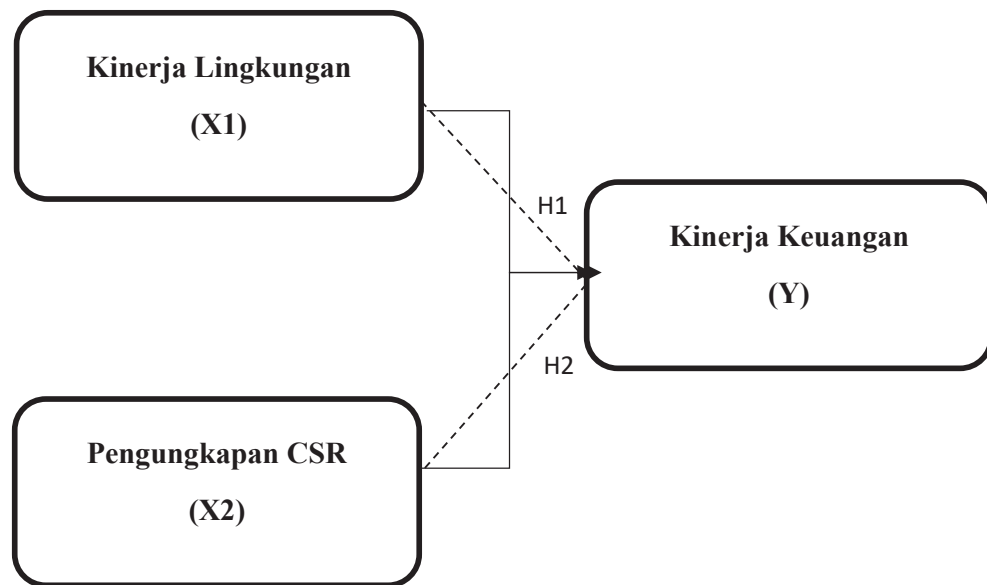 Kinerja Lingkungan
(X1)
H1
Kinerja Keuangan
(Y)
H2
Pengungkapan CSR
(X2)